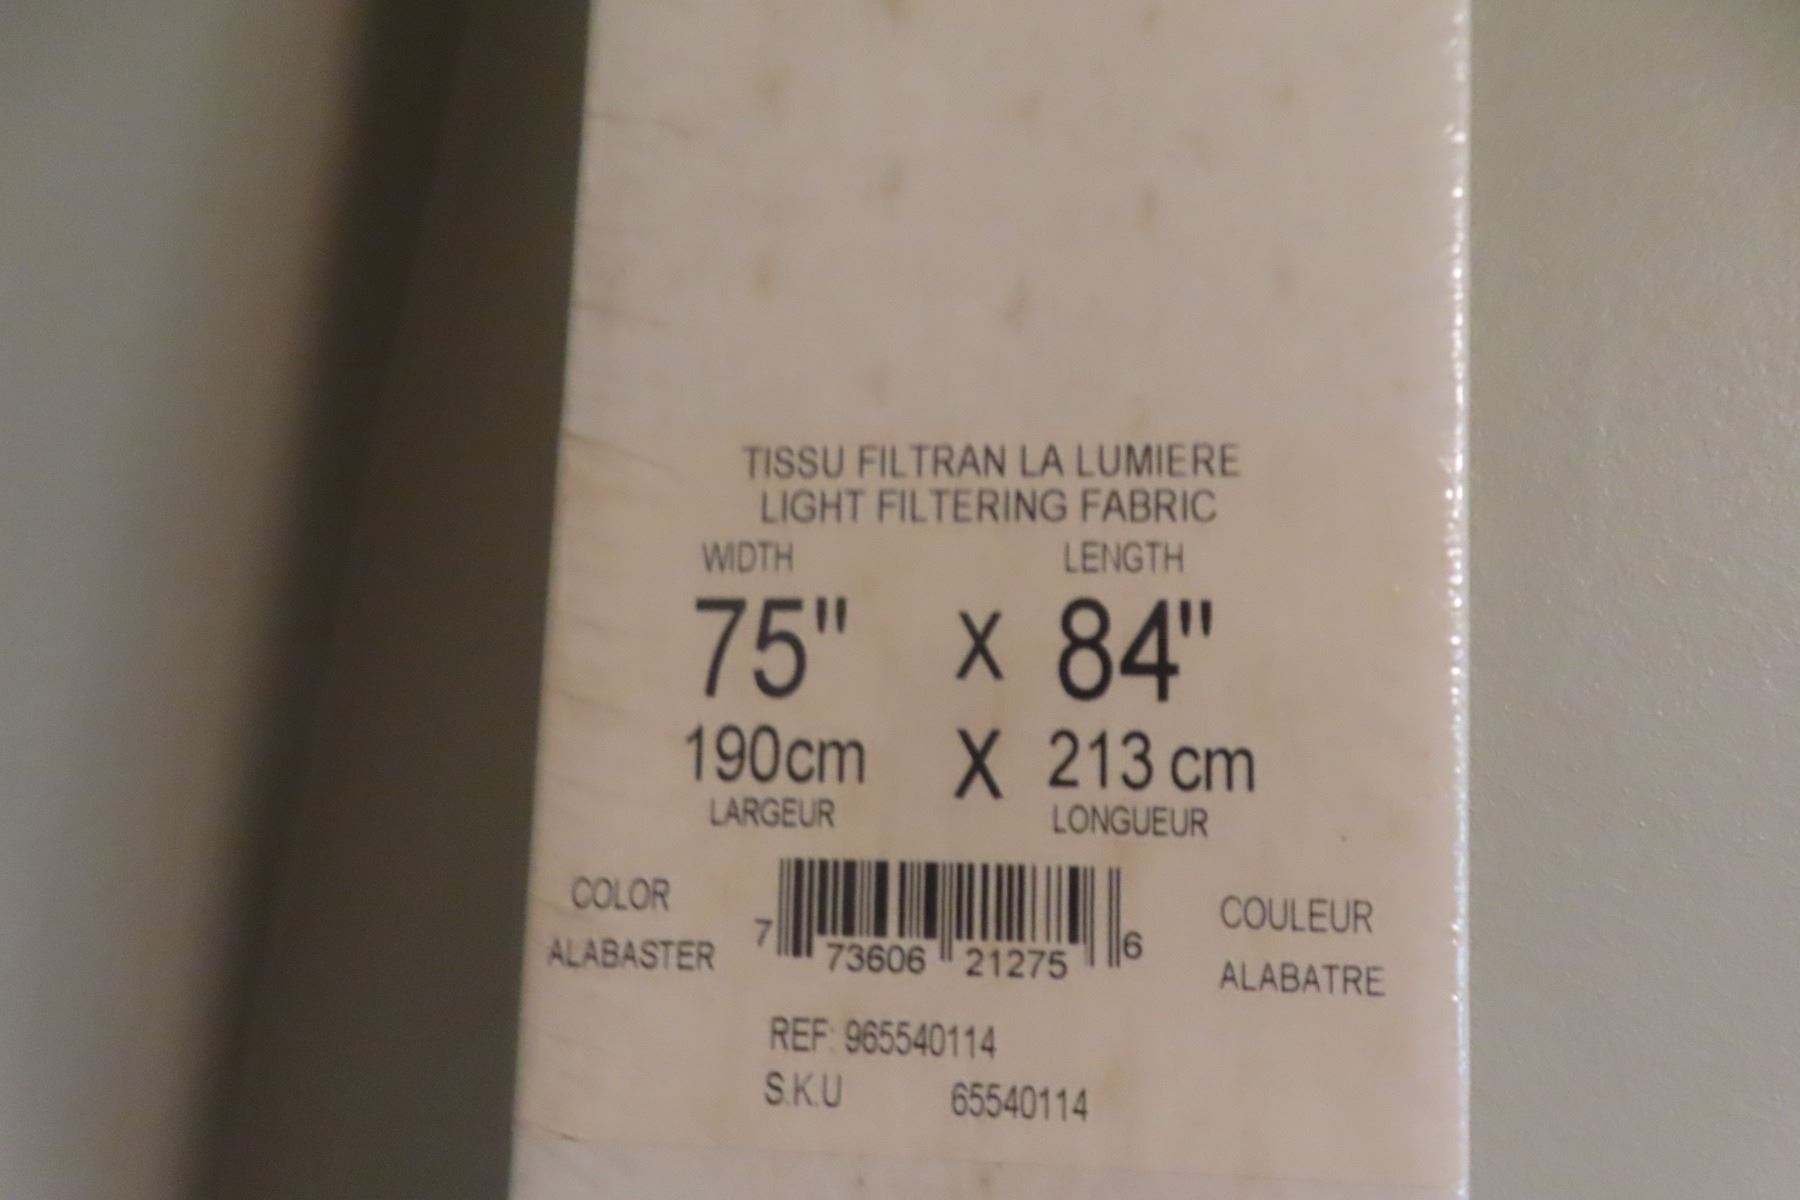 TISSU FILTRAN LA LUMIERE
LIGHT FILTERING FABRIC
WIDTH LENGTH
75" X 84"
190cm X 213 cm
LARGEUR LONGUEUR
COLOR COULEUR
ALABASTER ALABATRE
7 73606 21275 6
REF: 965540114
S.K.U 65540114